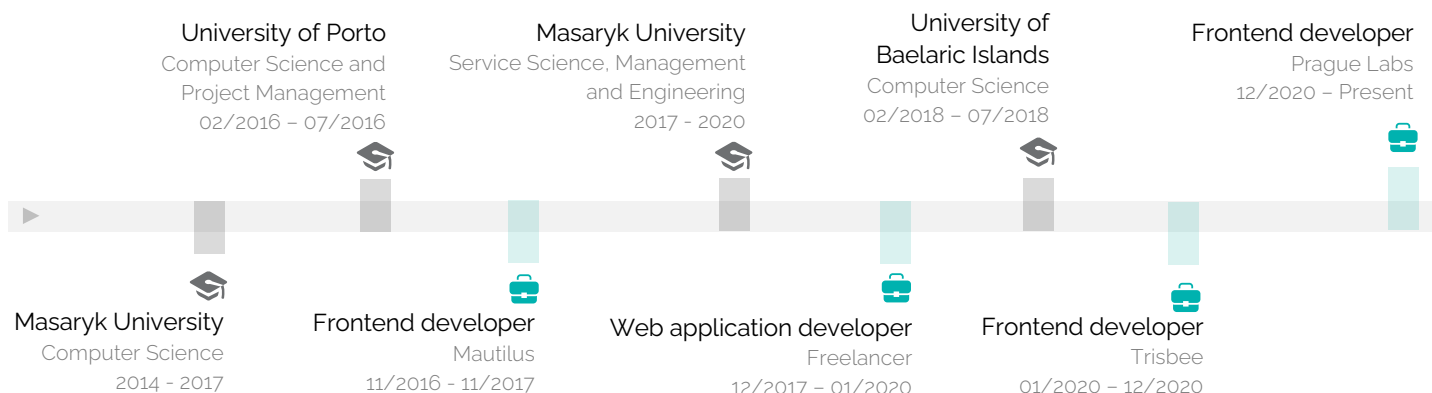 University of Porto
Computer Science and
Project Management
02/2016 – 07/2016
Masaryk University
Service Science, Management
and Engineering
2017 - 2020
University of
Baelaric Islands
Computer Science
02/2018 – 07/2018
Frontend developer
Prague Labs
12/2020 – Present
Masaryk University
Computer Science
2014 - 2017
Frontend developer
Mautilus
11/2016 - 11/2017
Web application developer
Freelancer
12/2017 – 01/2020
Frontend developer
Trisbee
01/2020 – 12/2020